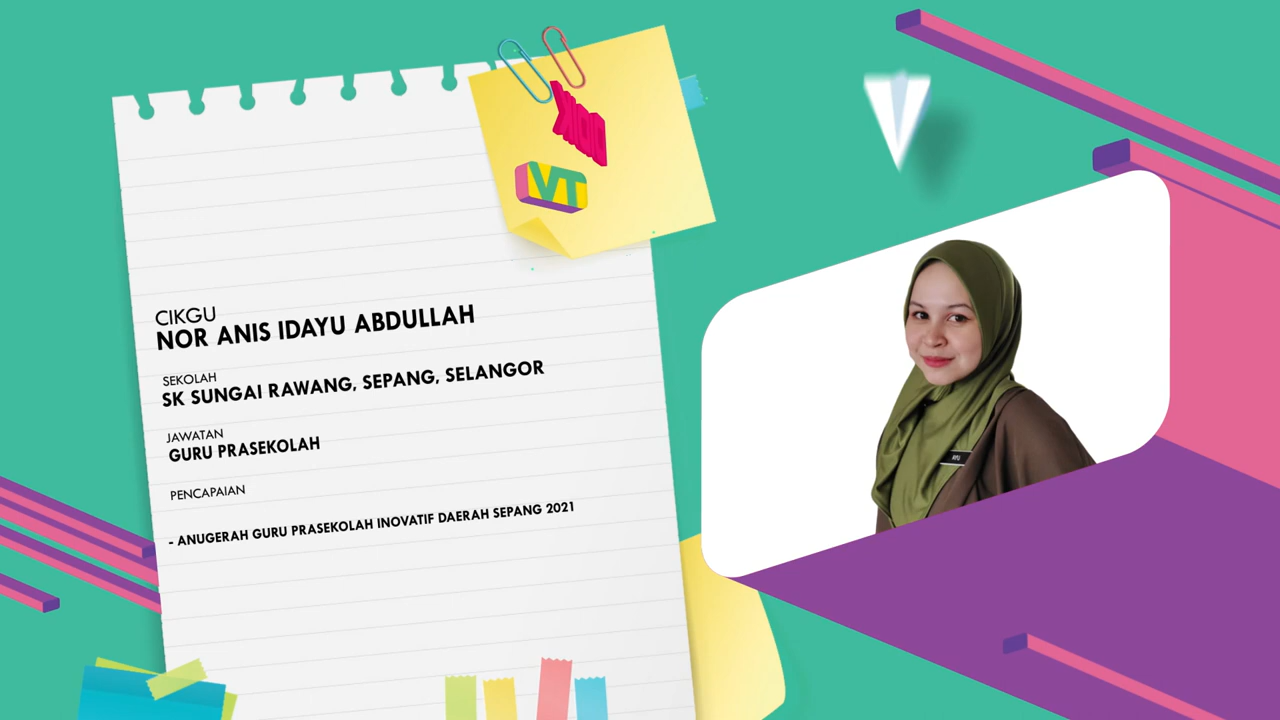 VT
CIKGU
NOR ANIS IDAYU ABDULLAH
SEKOLAH
SK SUNGAI RAWANG, SEPANG, SELANGOR
JAWATAN
GURU PRASEKOLAH
PENCAPAIAN
- ANUGERAH GURU PRASEKOLAH INOVATIF DAERAH SEPANG 2021
AYU